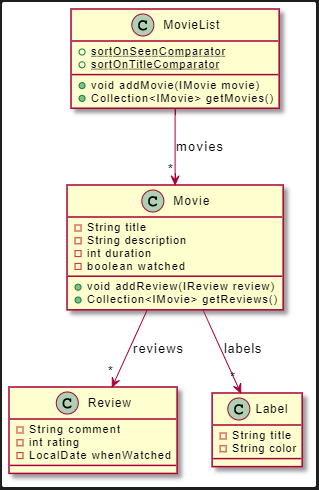 C MovieList
sortOnSeenComparator
sortOnTitleComparator
void addMovie(IMovie movie)
Collection<IMovie> getMovies()
movies
*
C Movie
String title
String description
int duration
boolean watched
void addReview(IReview review)
Collection<IMovie> getReviews()
reviews
labels
*
*
C Review
String comment
int rating
LocalDate whenWatched
C Label
String title
String color